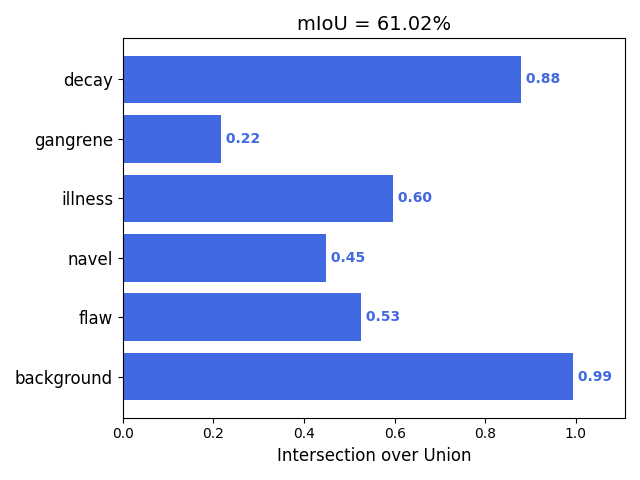 mIoU = 61.02%
decay 0.88
gangrene 0.22
illness 0.60
navel 0.45
flaw 0.53
background 0.99
0.0 0.2 0.4 0.6 0.8 1.0
Intersection over Union